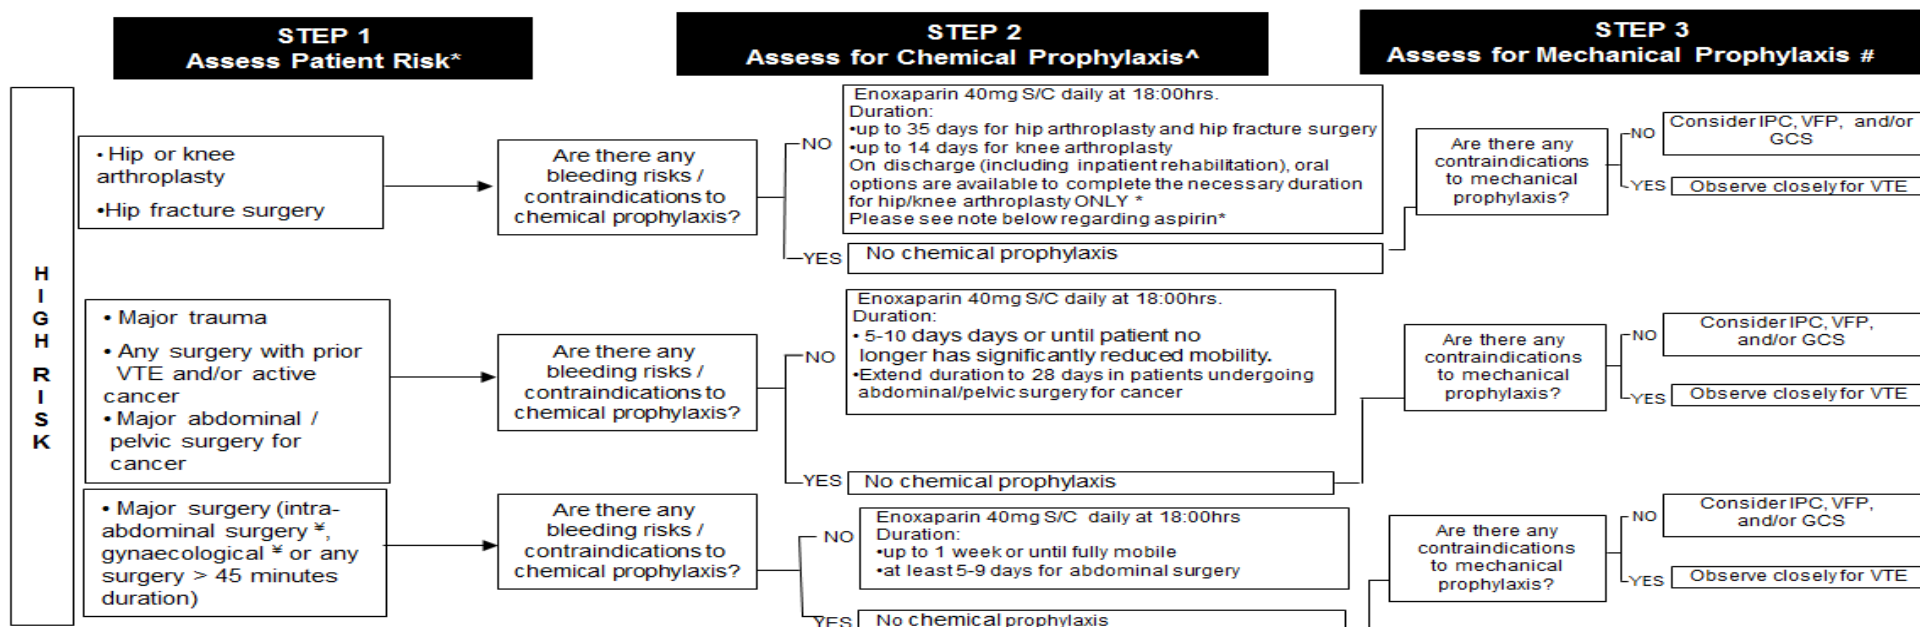 STEP 1
Assess Patient Risk*
STEP 2
Assess for Chemical Prophylaxis^
STEP 3
Assess for Mechanical Prophylaxis #
HIGH RISK
• Hip or knee
arthroplasty
•Hip fracture surgery
Are there any
bleeding risks /
contraindications to
chemical prophylaxis?
NO
Enoxaparin 40mg S/C daily at 18:00hrs.
Duration:
•up to 35 days for hip arthroplasty and hip fracture surgery
•up to 14 days for knee arthroplasty
On discharge (including inpatient rehabilitation), oral
options are available to complete the necessary duration
for hip/knee arthroplasty ONLY *
Please see note below regarding aspirin*
YES
No chemical prophylaxis
Are there any
contraindications
to mechanical
prophylaxis?
NO
Consider IPC, VFP, and/or
GCS
YES
Observe closely for VTE
• Major trauma
• Any surgery with prior
VTE and/or active
cancer
• Major abdominal /
pelvic surgery for
cancer
Are there any
bleeding risks /
contraindications to
chemical prophylaxis?
NO
Enoxaparin 40mg S/C daily at 18:00hrs.
Duration:
• 5-10 days days or until patient no
longer has significantly reduced mobility.
•Extend duration to 28 days in patients undergoing
abdominal/pelvic surgery for cancer
YES
No chemical prophylaxis
Are there any
contraindications
to mechanical
prophylaxis?
NO
Consider IPC, VFP,
and/or GCS
YES
Observe closely for VTE
• Major surgery (intra-
abdominal surgery ¥,
gynaecological ¥ or any
surgery > 45 minutes
duration)
Are there any
bleeding risks /
contraindications to
chemical prophylaxis?
NO
Enoxaparin 40mg S/C daily at 18:00hrs
Duration:
•up to 1 week or until fully mobile
•at least 5-9 days for abdominal surgery
YES
No chemical prophylaxis
Are there any
contraindications
to mechanical
prophylaxis?
NO
Consider IPC, VFP,
and/or GCS
YES
Observe closely for VTE